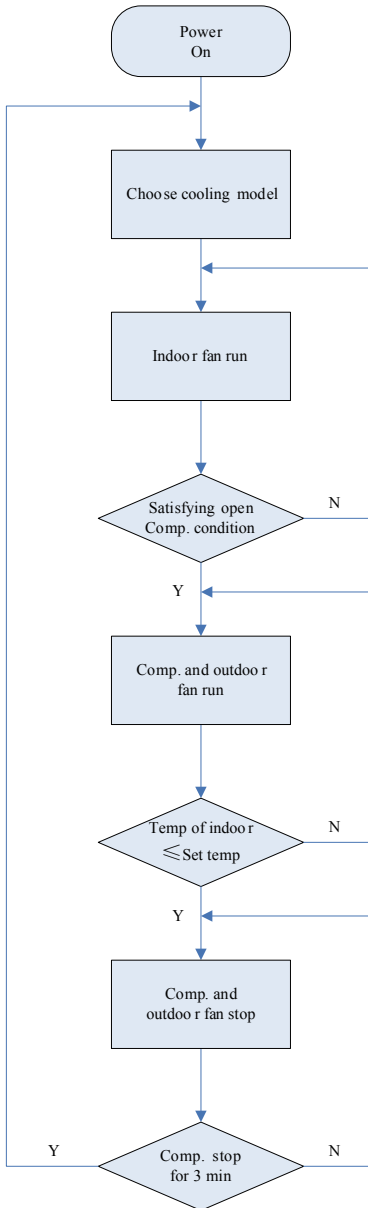 Power
On
Choose cooling model
Indoor fan run
Satisfying open
Comp. condition
N
Y
Comp. and outdoor
fan run
Temp of indoor
≤Set temp
N
Y
Comp. and
outdoor fan stop
Y
Comp. stop
for 3 min
N